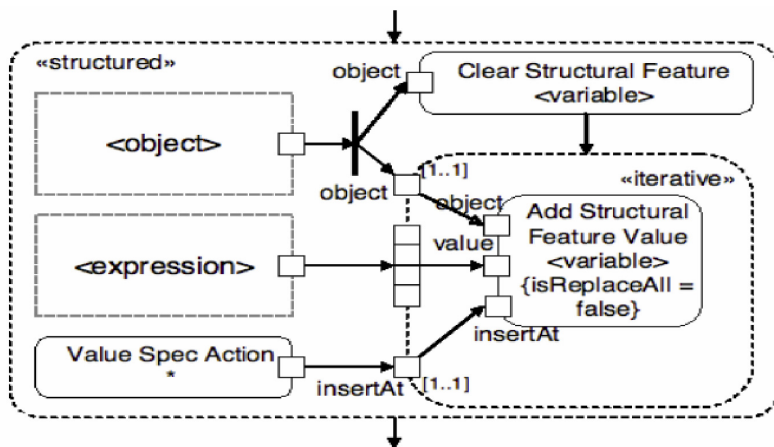 «structured»
object
Clear Structural Feature
<variable>
<object>
[1..1]
object
«iterative»
object
Add Structural
Feature Value
<variable>
{isReplaceAll =
false}
value
<expression>
insertAt
Value Spec Action
*
insertAt
[1..1]